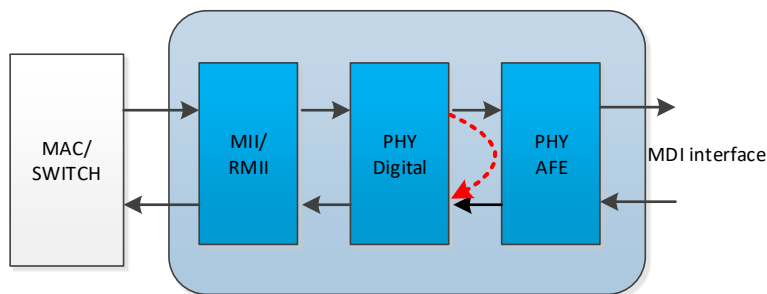 MAC/
SWITCH
MII/
RMII
PHY
Digital
PHY
AFE
MDI interface